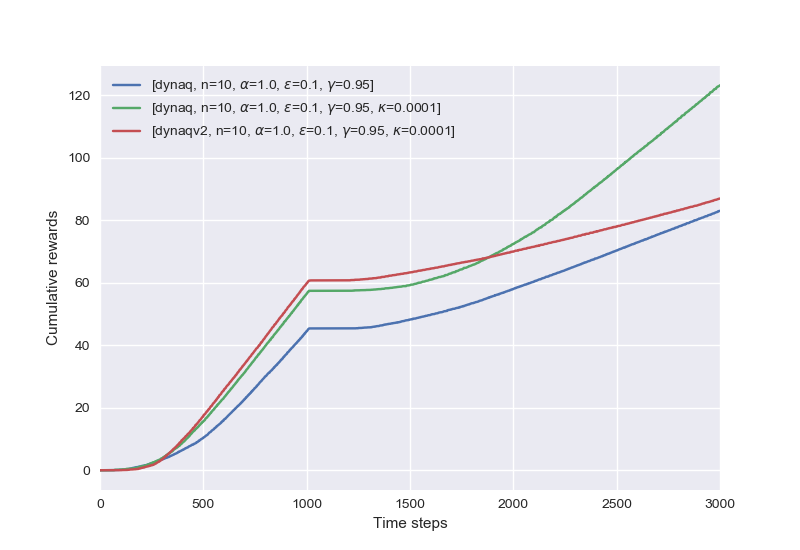 [dynaq, n=10, α=1.0, ε=0.1, γ=0.95]
[dynaq, n=10, α=1.0, ε=0.1, γ=0.95, κ=0.0001]
[dynaqv2, n=10, α=1.0, ε=0.1, γ=0.95, κ=0.0001]
Cumulative rewards
120
100
80
60
40
20
0
0 500 1000 1500 2000 2500 3000
Time steps